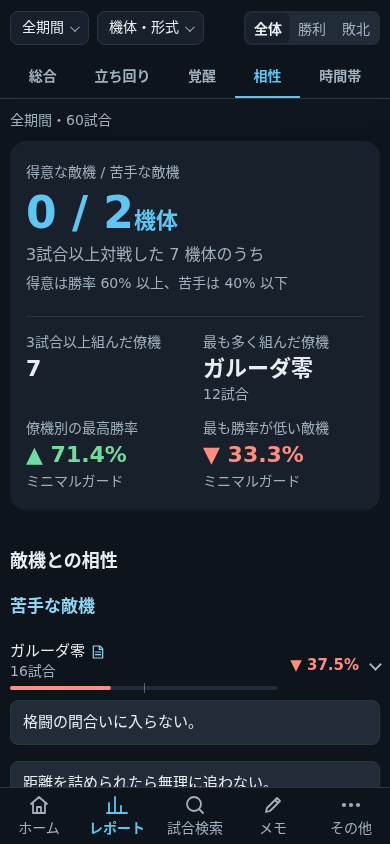 全期間 機体・形式 全体 勝利 敗北
総合 立ち回り 覚醒 相性 時間帯
全期間・60試合
得意な敵機 / 苦手な敵機
0 / 2機体
3試合以上対戦した 7 機体のうち
得意は勝率 60% 以上、苦手は 40% 以下
3試合以上組んだ僚機 最も多く組んだ僚機
7 ガルーダ零
12試合
僚機別の最高勝率 最も勝率が低い敵機
▲ 71.4% ▼ 33.3%
ミニマルガード ミニマルガード
敵機との相性
苦手な敵機
ガルーダ零
16試合 ▼ 37.5%
格闘の間合いに入らない。
距離を詰められたら無理に追わない。
ホーム レポート 試合検索 メモ その他